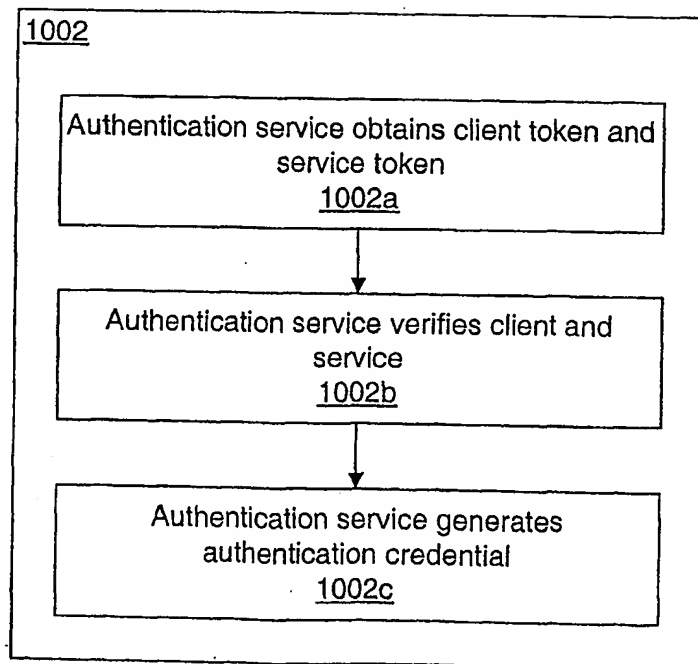 1002
Authentication service obtains client token and
service token
1002a
Authentication service verifies client and
service
1002b
Authentication service generates
authentication credential
1002c